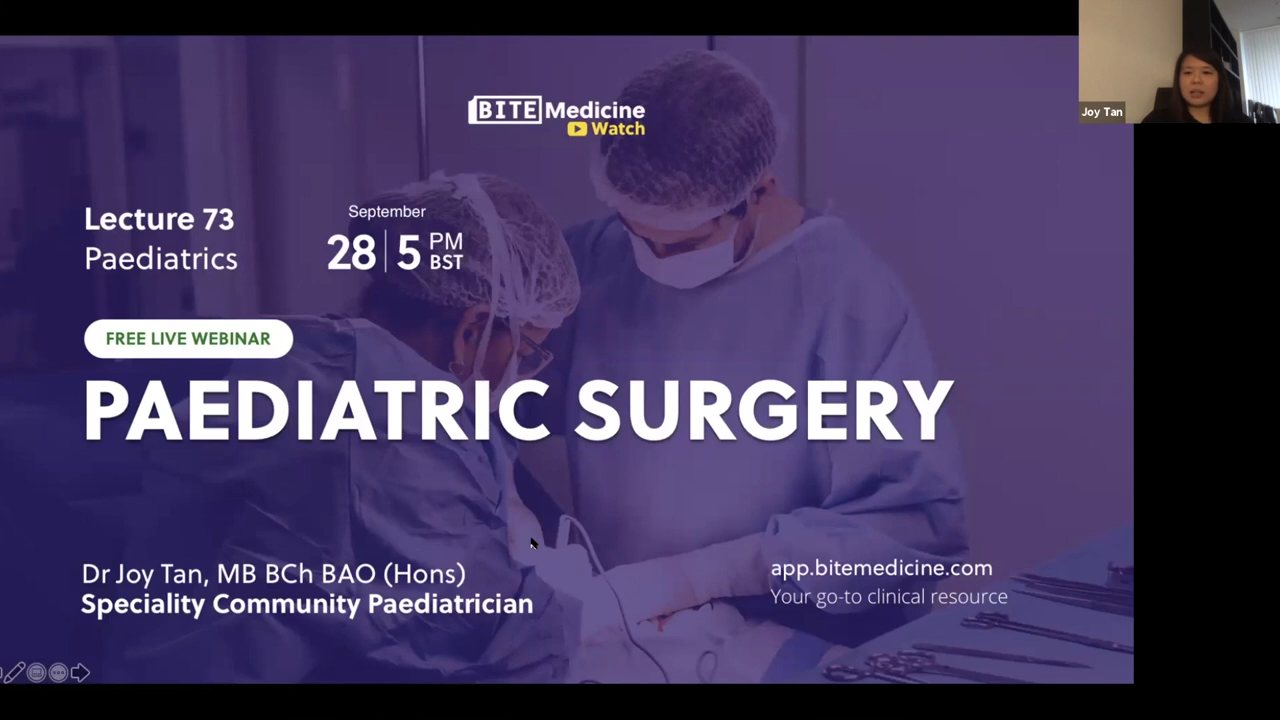 BITE Medicine
Watch
Joy Tan
Lecture 73
Paediatrics
September
28 | 5 PM BST
FREE LIVE WEBINAR
PAEDIATRIC SURGERY
Dr Joy Tan, MB BCh BAO (Hons)
Speciality Community Paediatrician
app.bitemedicine.com
Your go-to clinical resource